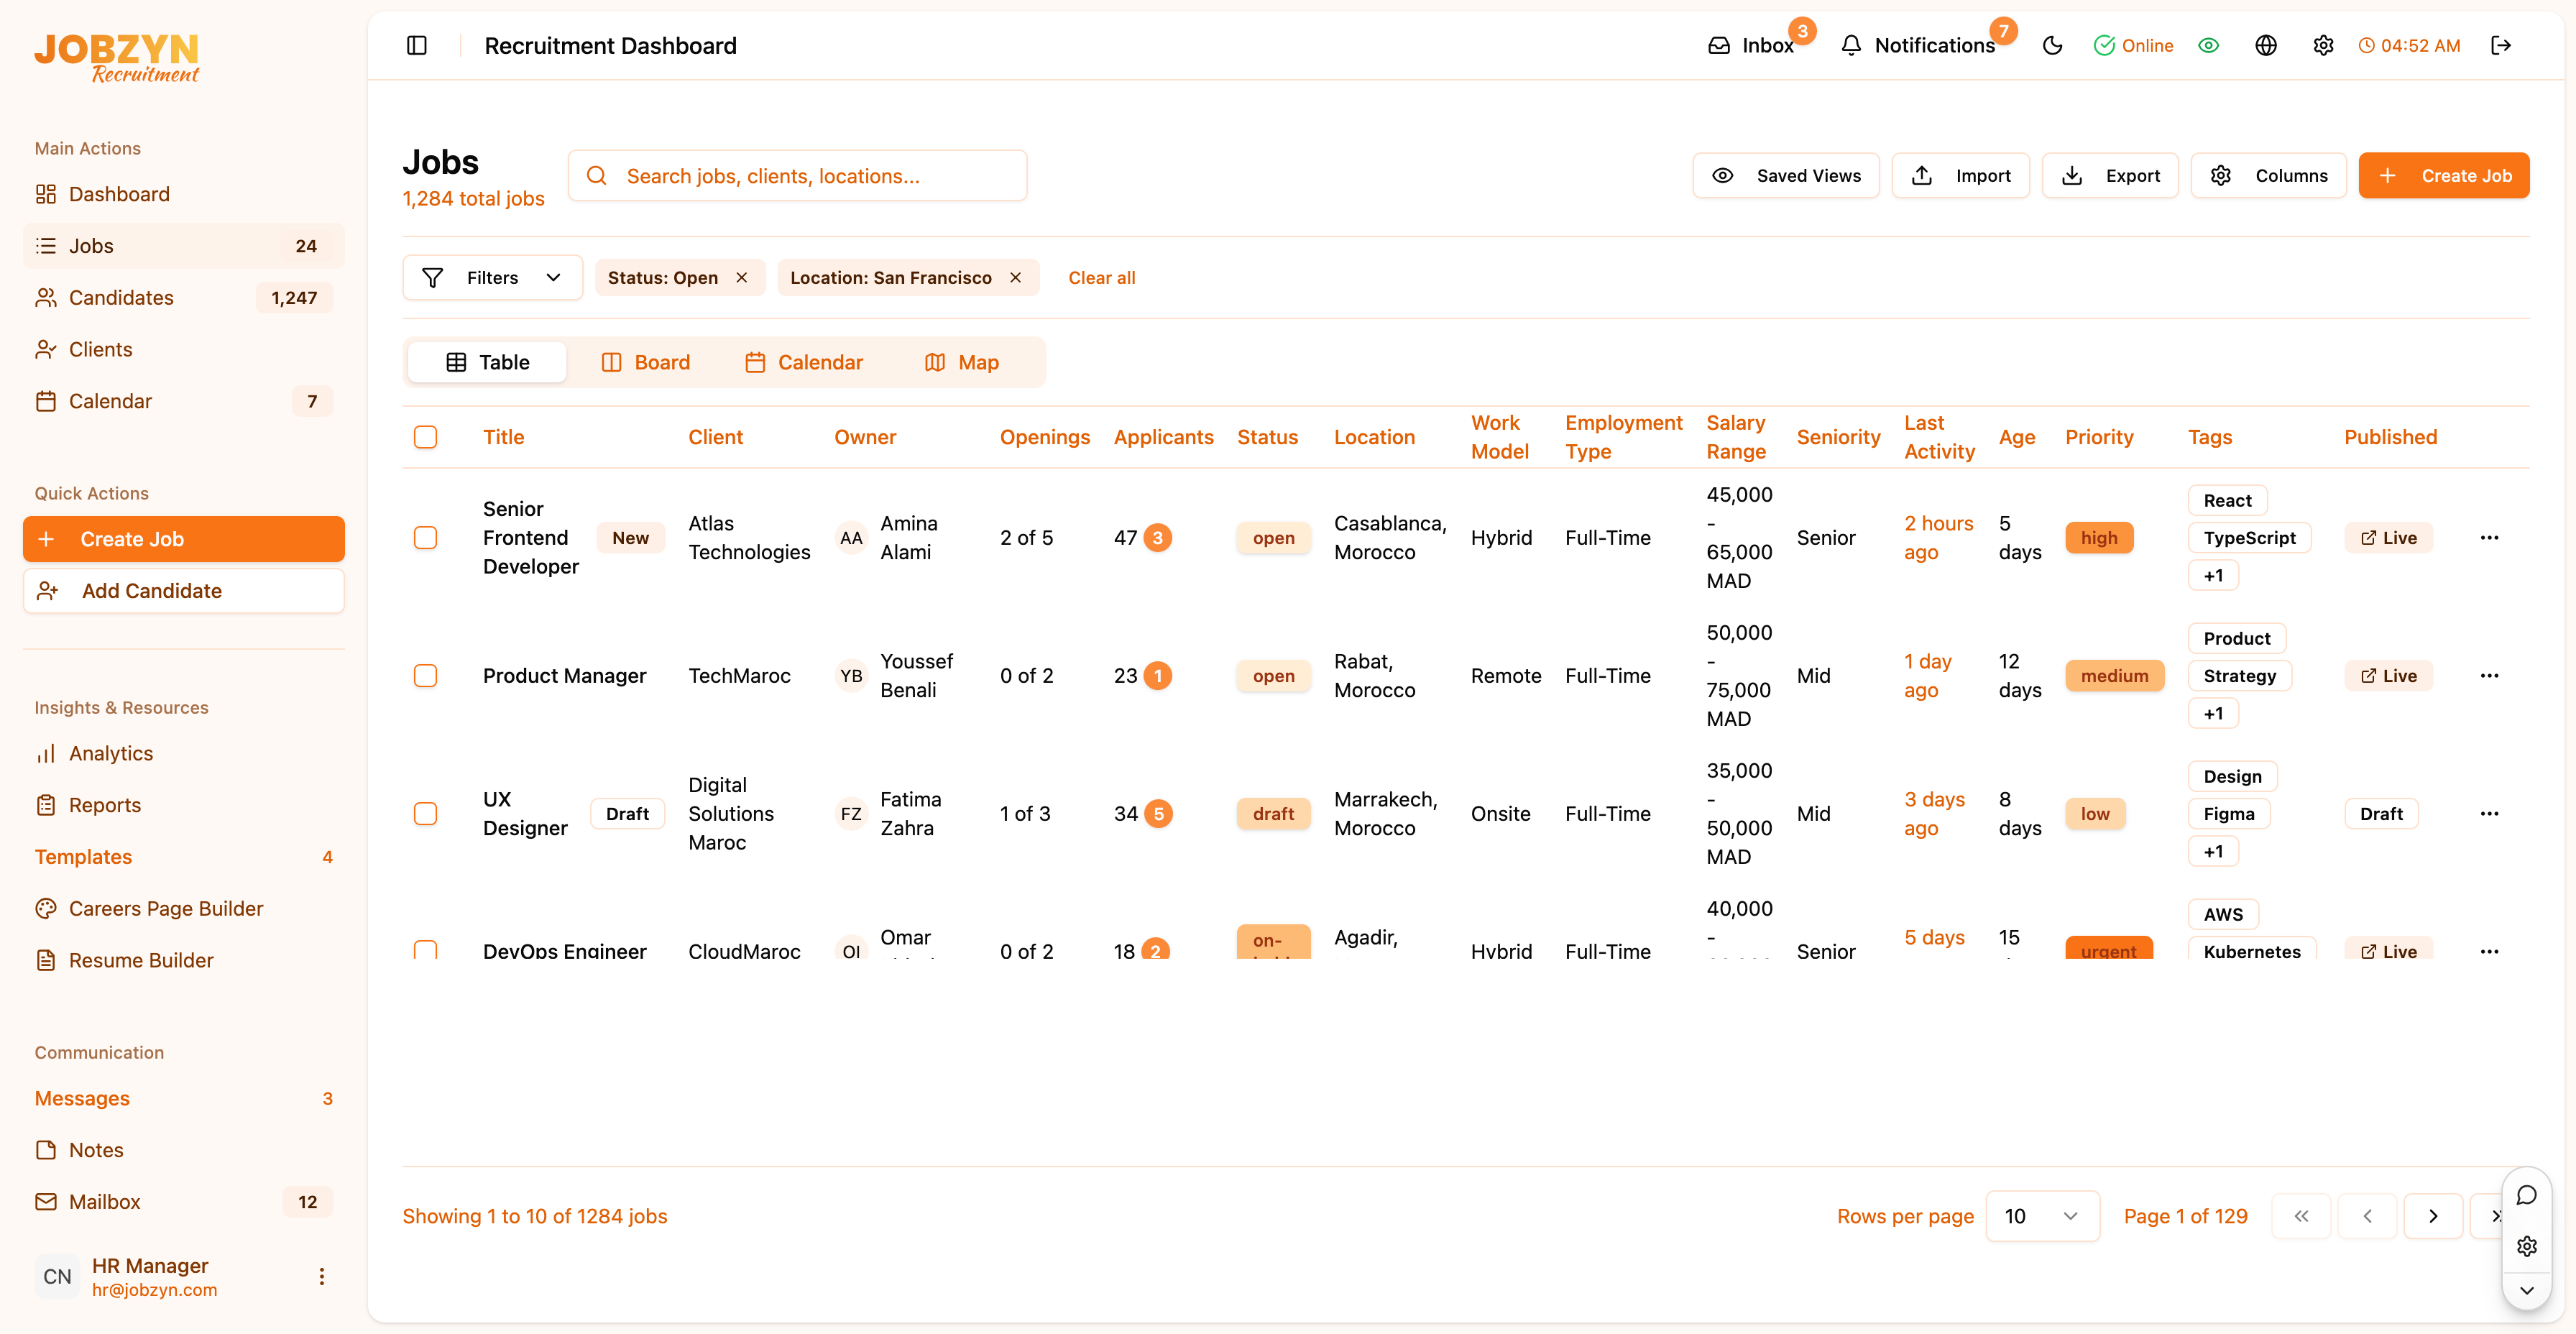 JOBZYN
Recruitment
Main Actions
Dashboard
Jobs 24
Candidates 1,247
Clients
Calendar 7
Quick Actions
Create Job
Add Candidate
Insights & Resources
Analytics
Reports
Templates 4
Careers Page Builder
Resume Builder
Communication
Messages 3
Notes
Mailbox 12
CN HR Manager
hr@jobzyn.com
Recruitment Dashboard
Inbox 3 Notifications 7 Online 04:52 AM
Jobs
1,284 total jobs
Search jobs, clients, locations...
Saved Views Import Export Columns Create Job
Filters Status: Open Location: San Francisco Clear all
Table Board Calendar Map
Title Client Owner Openings Applicants Status Location Work Model Employment Type Salary Range Seniority Last Activity Age Priority Tags Published
Senior Frontend Developer New Atlas Technologies AA Amina Alami 2 of 5 47 3 open Casablanca, Morocco Hybrid Full-Time 45,000 - 65,000 MAD Senior 2 hours ago 5 days high React TypeScript +1 Live
Product Manager TechMaroc YB Youssef Benali 0 of 2 23 1 open Rabat, Morocco Remote Full-Time 50,000 - 75,000 MAD Mid 1 day ago 12 days medium Product Strategy +1 Live
UX Designer Draft Digital Solutions Maroc FZ Fatima Zahra 1 of 3 34 5 draft Marrakech, Morocco Onsite Full-Time 35,000 - 50,000 MAD Mid 3 days ago 8 days low Design Figma +1 Draft
DevOps Engineer CloudMaroc Omar 0 of 2 18 2 on- Agadir, Hybrid Full-Time 40,000 - Senior 5 days 15 urgent AWS Kubernetes Live
Showing 1 to 10 of 1284 jobs
Rows per page 10 Page 1 of 129